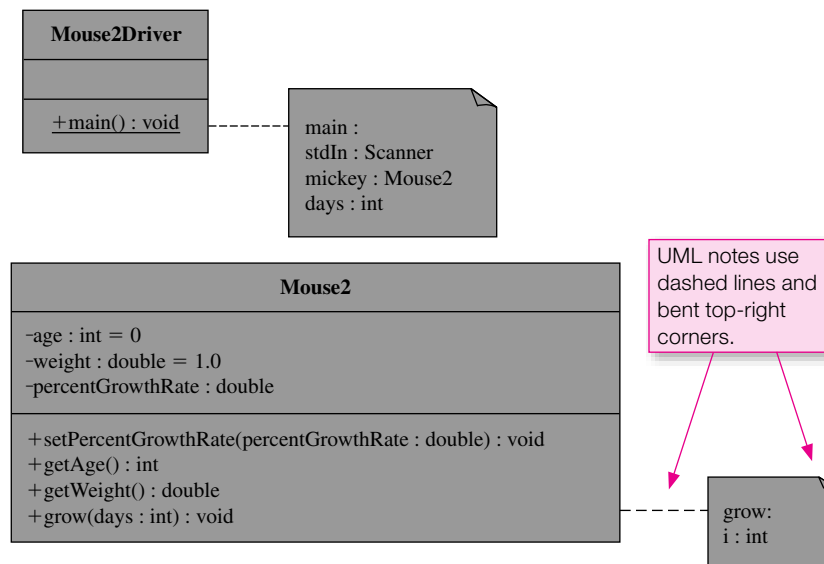 Mouse2Driver
+main() : void
main :
stdIn : Scanner
mickey : Mouse2
days : int
UML notes use
dashed lines and
bent top-right
corners.
Mouse2
-age : int = 0
-weight : double = 1.0
-percentGrowthRate : double
+setPercentGrowthRate(percentGrowthRate : double) : void
+getAge() : int
+getWeight() : double
+grow(days : int) : void
grow:
i : int